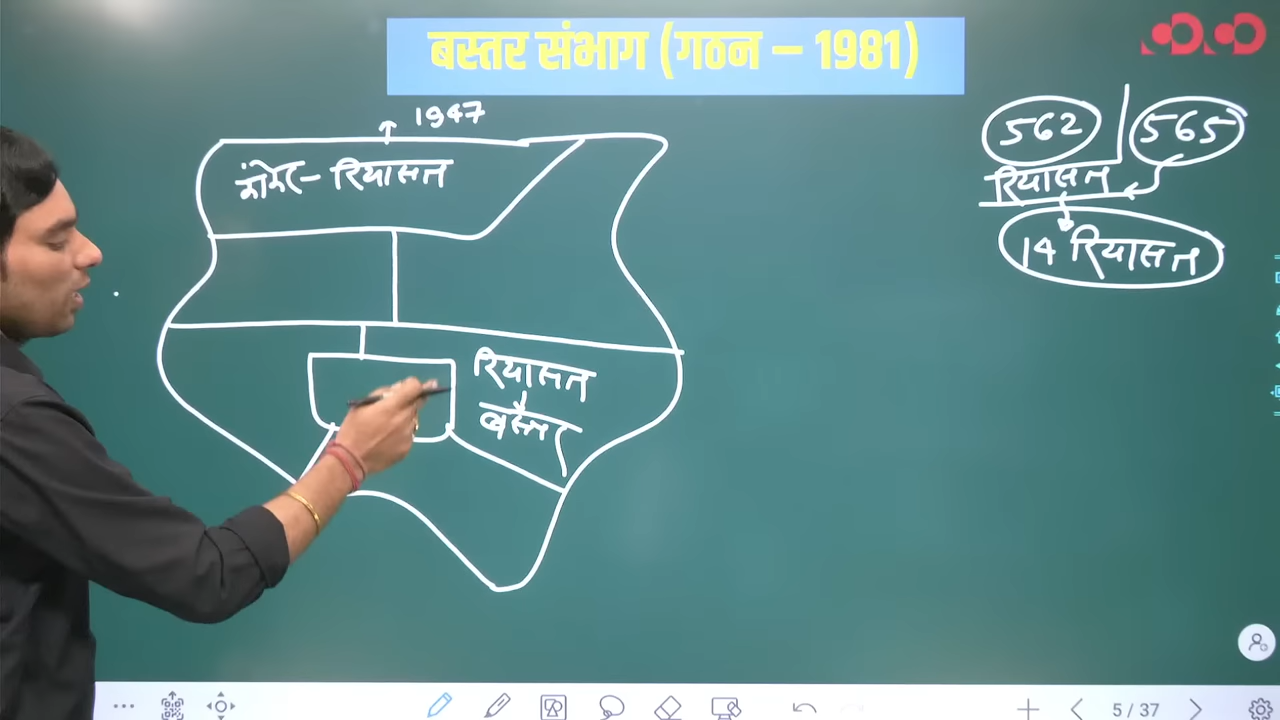 बस्तर संभाग (गठन – 1981)
1947
कांकेर – रियासत
562 | 565
रियासत
14 रियासत
रियासत
बस्तर
5 / 37